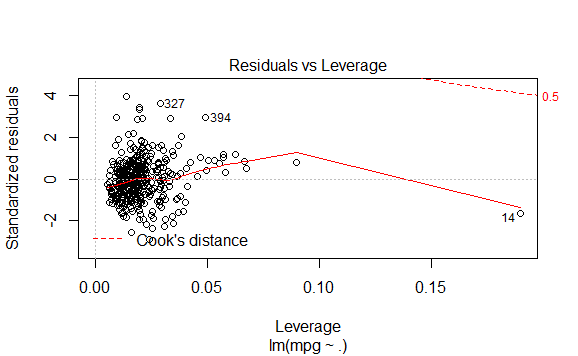 Residuals vs Leverage
Standardized residuals
4
2
0
-2
327
394
14
0.5
Cook's distance
0.00
0.05
0.10
0.15
Leverage
lm(mpg ~ .)